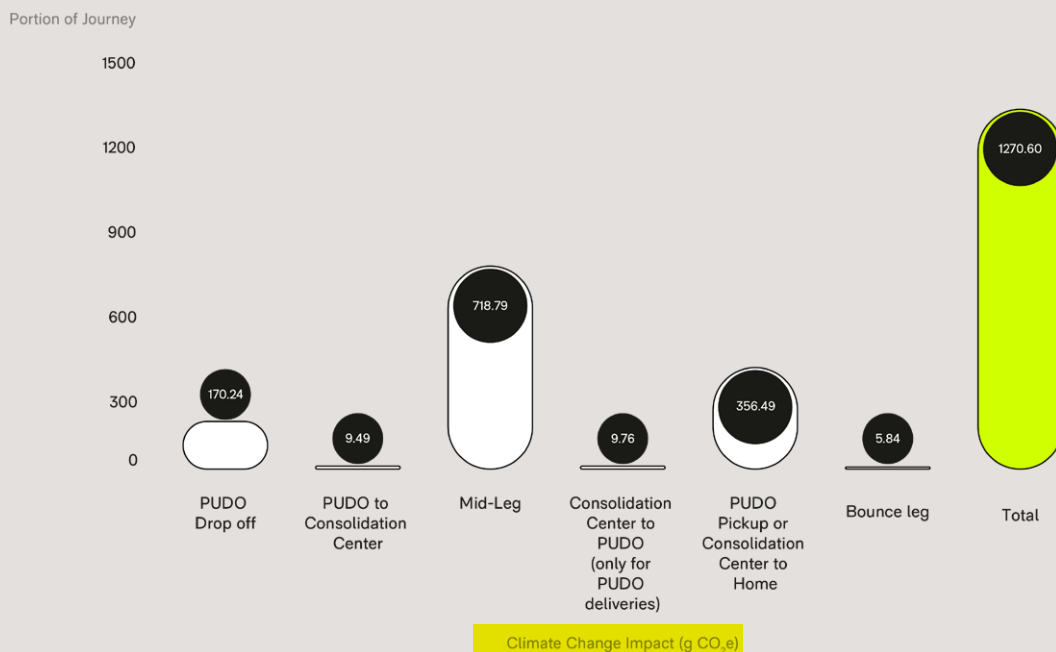 Portion of Journey
1500
1200
900
600
300
0
170.24
9.49
718.79
9.76
356.49
5.84
1270.60
PUDO
Drop off
PUDO to
Consolidation
Center
Mid-Leg
Consolidation
Center to
PUDO
(only for
PUDO
deliveries)
PUDO
Pickup or
Consolidation
Center to
Home
Bounce leg
Total
Climate Change Impact (g CO₂e)